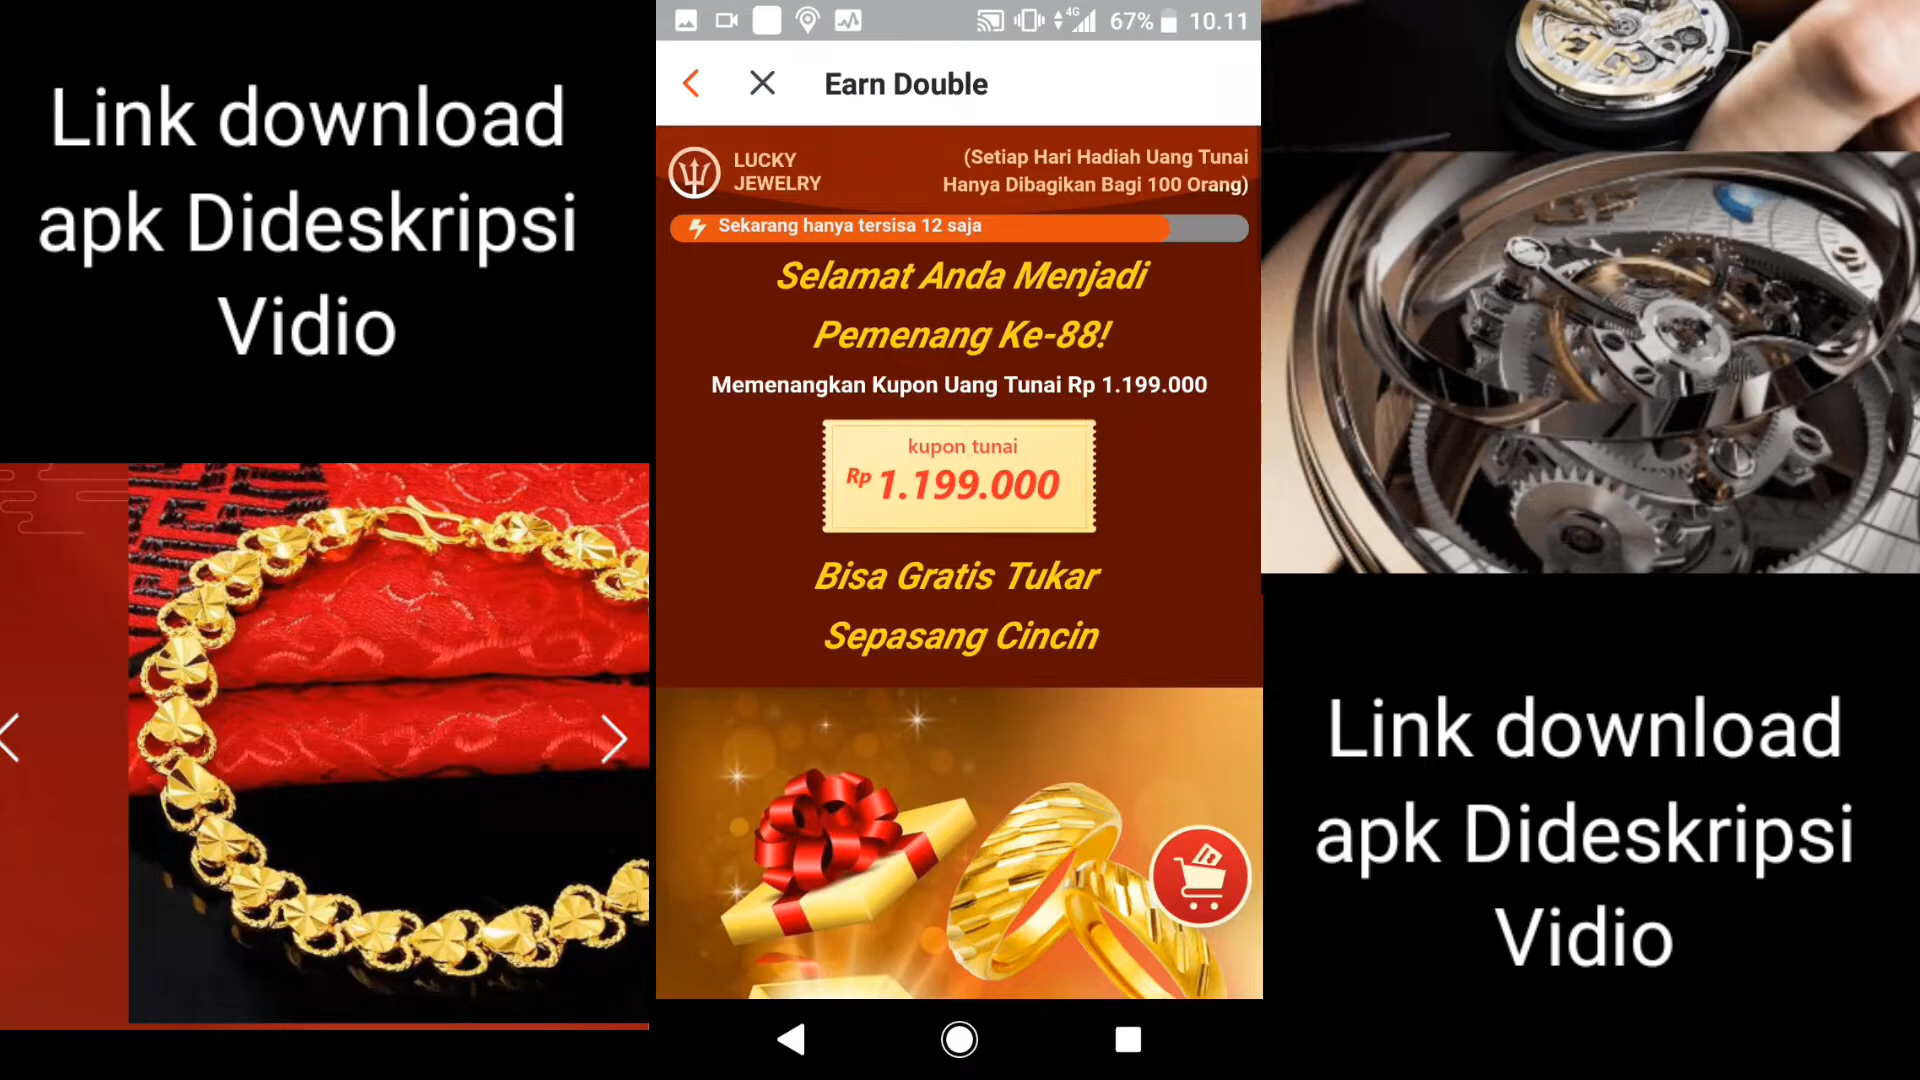 Link download
apk Dideskripsi
Vidio
4G
67%
10.11
Earn Double
LUCKY
JEWELRY
(Setiap Hari Hadiah Uang Tunai
Hanya Dibagikan Bagi 100 Orang)
Sekarang hanya tersisa 12 saja
Selamat Anda Menjadi
Pemenang Ke-88!
Memenangkan Kupon Uang Tunai Rp 1.199.000
kupon tunai
Rp 1.199.000
Bisa Gratis Tukar
Sepasang Cincin
Link download
apk Dideskripsi
Vidio